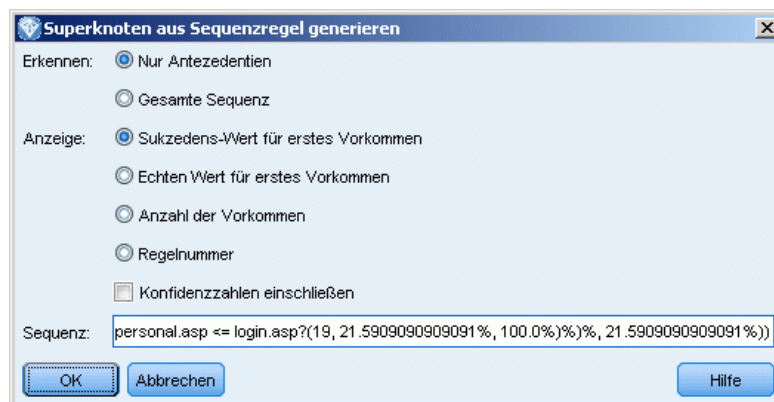 Superknoten aus Sequenzregel generieren
Erkennen: Nur Antezedentien
Gesamte Sequenz
Anzeige: Sukzedens-Wert für erstes Vorkommen
Echten Wert für erstes Vorkommen
Anzahl der Vorkommen
Regelnummer
Konfidenzzahlen einschließen
Sequenz: personal.asp <= login.asp?(19, 21.5909090909091%, 100.0%)%)%, 21.5909090909091%))
OK Abbrechen Hilfe